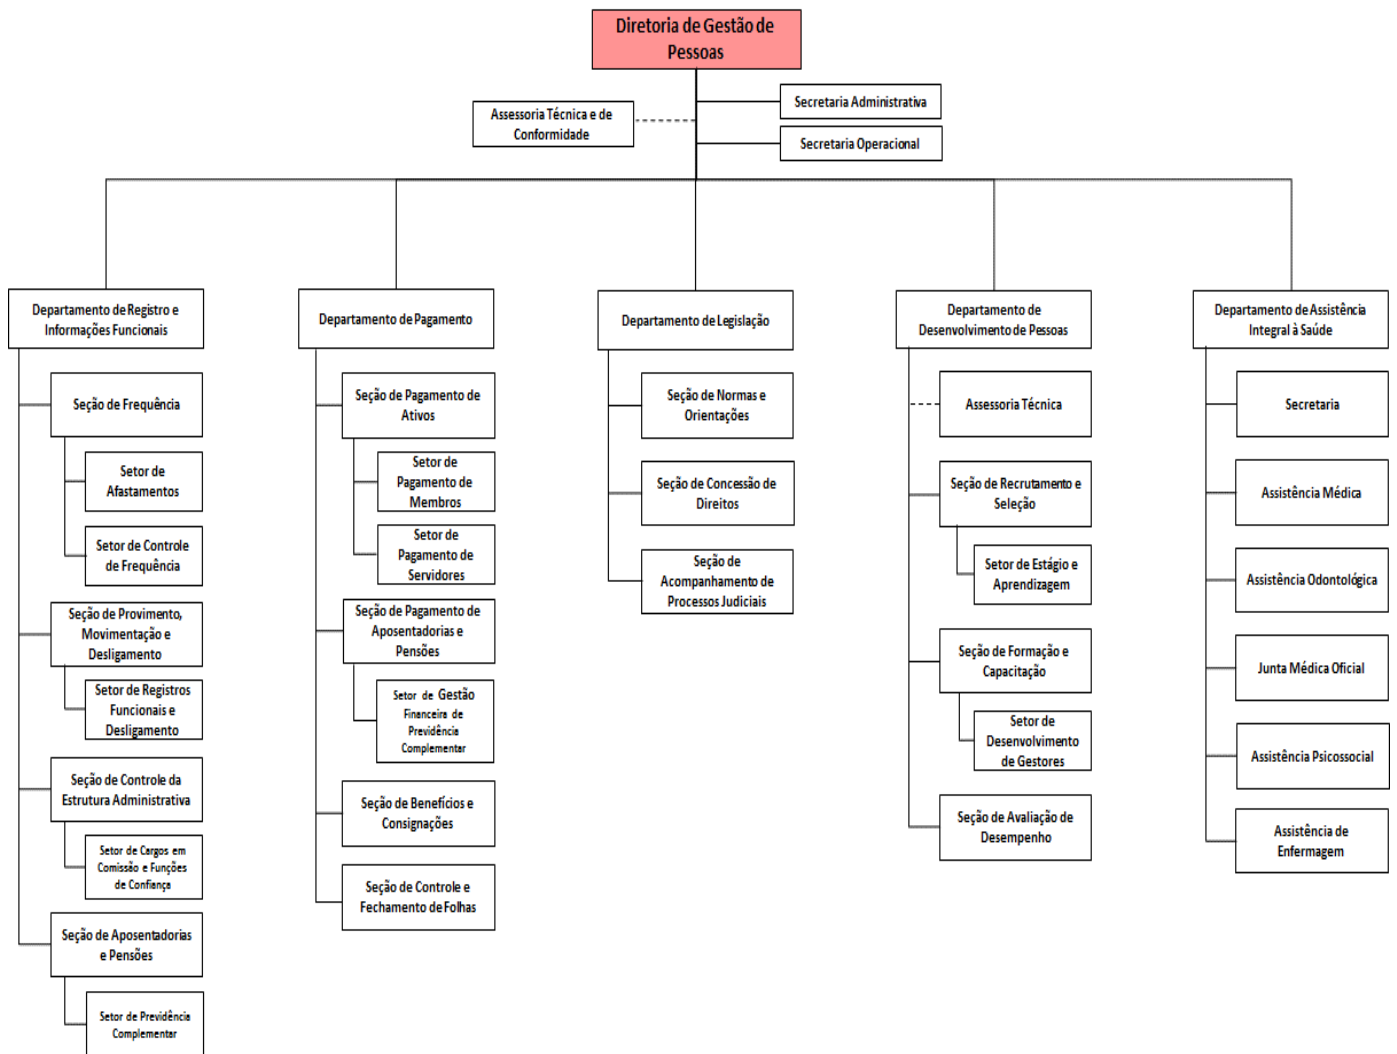 Diretoria de Gestão de
Pessoas
Secretaria Administrativa
Assessoria Técnica e de
Conformidade
Secretaria Operacional
Departamento de Registro e
Informações Funcionais
Seção de Frequência
Setor de
Afastamentos
Setor de Controle
de Frequência
Seção de Provimento,
Movimentação e
Desligamento
Setor de Registros
Funcionais e
Desligamento
Seção de Controle da
Estrutura Administrativa
Setor de Cargos em
Comissão e Funções
de Confiança
Seção de Aposentadorias
e Pensões
Setor de Previdência
Complementar
Departamento de Pagamento
Seção de Pagamento de
Ativos
Setor de
Pagamento de
Membros
Setor de
Pagamento de
Servidores
Seção de Pagamento de
Aposentadorias e
Pensões
Setor de Gestão
Financeira de
Previdência
Complementar
Seção de Benefícios e
Consignações
Seção de Controle e
Fechamento de Folhas
Departamento de Legislação
Seção de Normas e
Orientações
Seção de Concessão de
Direitos
Seção de
Acompanhamento de
Processos Judiciais
Departamento de
Desenvolvimento de Pessoas
Assessoria Técnica
Seção de Recrutamento e
Seleção
Setor de Estágio e
Aprendizagem
Seção de Formação e
Capacitação
Setor de
Desenvolvimento
de Gestores
Seção de Avaliação de
Desempenho
Departamento de Assistência
Integral à Saúde
Secretaria
Assistência Médica
Assistência Odontológica
Junta Médica Oficial
Assistência Psicossocial
Assistência de
Enfermagem